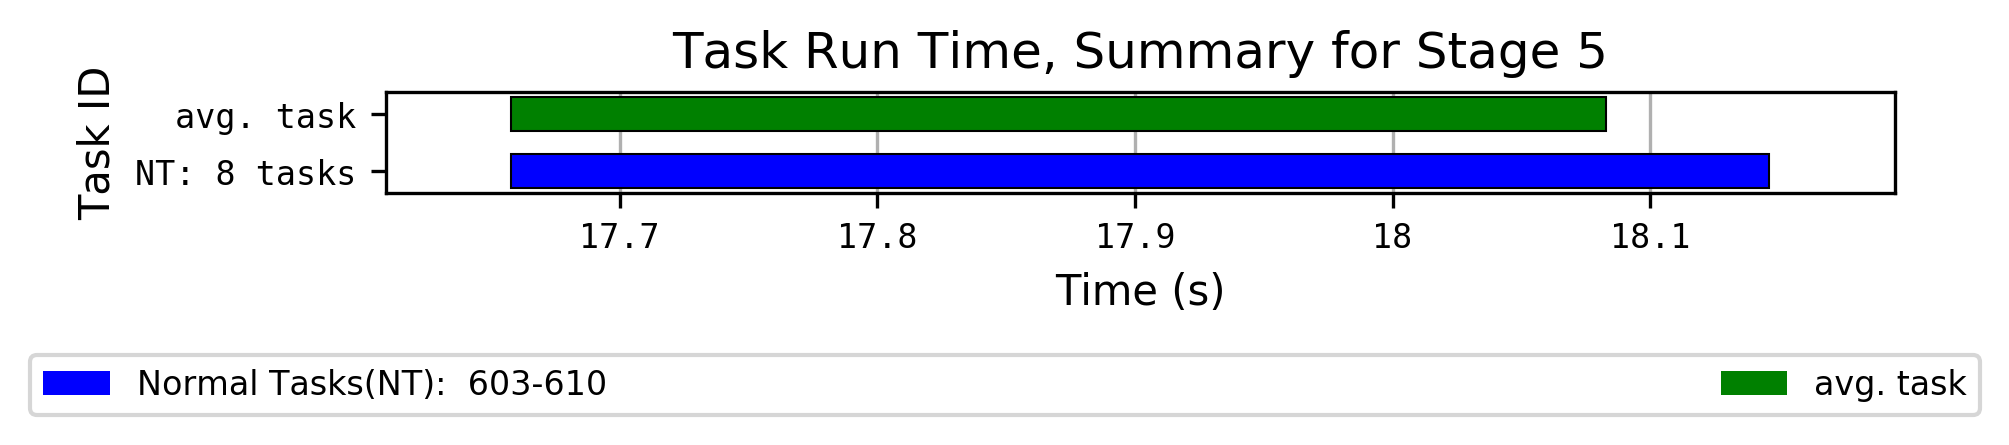 Task Run Time, Summary for Stage 5
Task ID
avg. task
NT: 8 tasks
17.7 17.8 17.9 18 18.1
Time (s)
Normal Tasks(NT):  603-610 avg. task